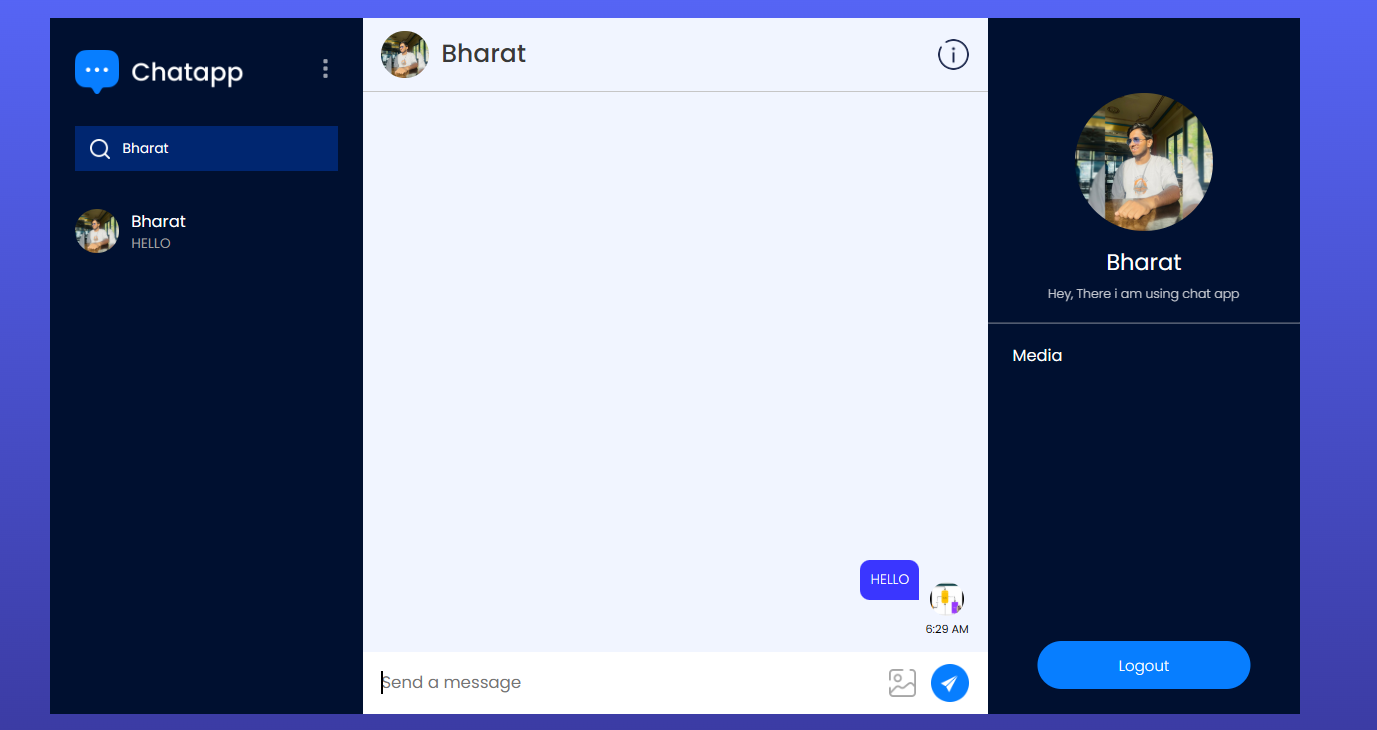 Chatapp
Bharat
Bharat
HELLO
Bharat
HELLO
6:29 AM
Send a message
Bharat
Hey, There i am using chat app
Media
Logout